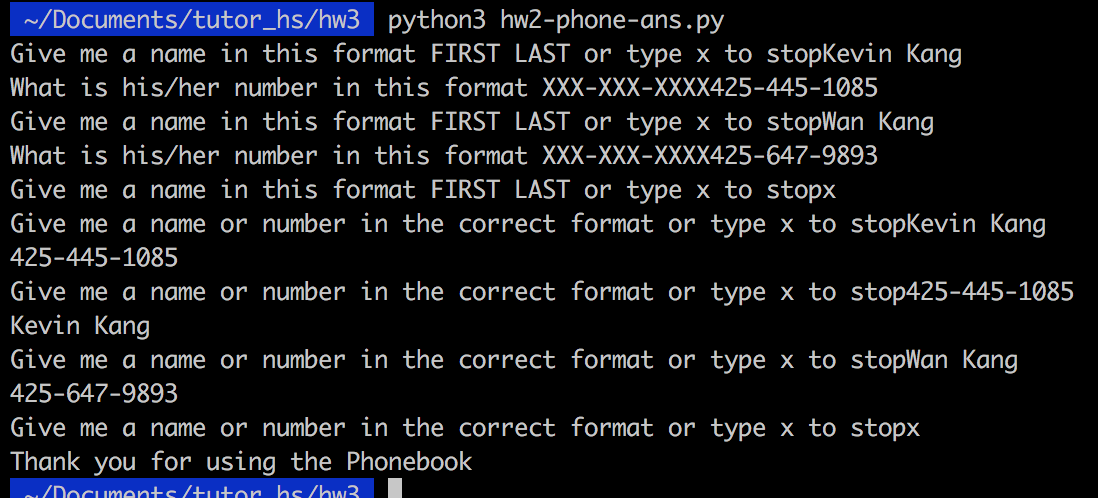 ~/Documents/tutor_hs/hw3 python3 hw2-phone-ans.py
Give me a name in this format FIRST LAST or type x to stopKevin Kang
What is his/her number in this format XXX-XXX-XXXX425-445-1085
Give me a name in this format FIRST LAST or type x to stopWan Kang
What is his/her number in this format XXX-XXX-XXXX425-647-9893
Give me a name in this format FIRST LAST or type x to stopx
Give me a name or number in the correct format or type x to stopKevin Kang
425-445-1085
Give me a name or number in the correct format or type x to stop425-445-1085
Kevin Kang
Give me a name or number in the correct format or type x to stopWan Kang
425-647-9893
Give me a name or number in the correct format or type x to stopx
Thank you for using the Phonebook
~/Documents/tutor_hs/hw3